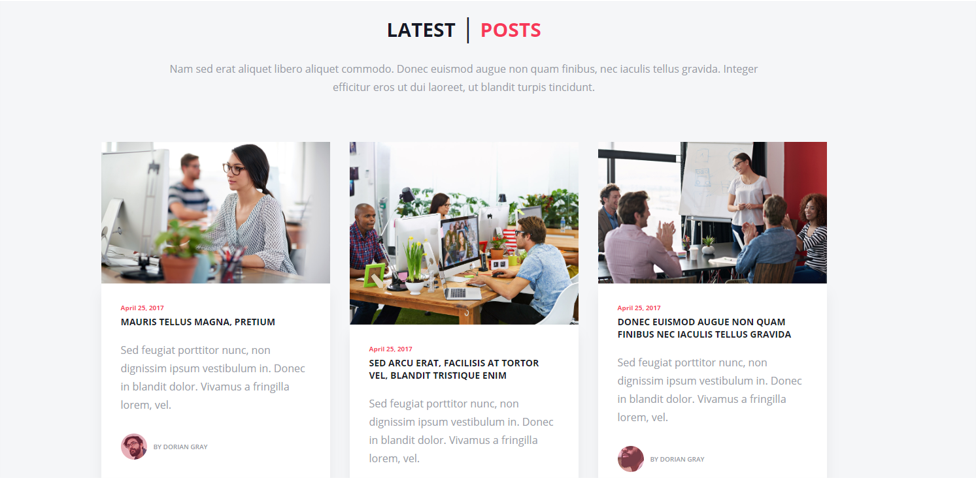 LATEST | POSTS
Nam sed erat aliquet libero aliquet commodo. Donec euismod augue non quam finibus, nec iaculis tellus gravida. Integer
efficitur eros ut dui laoreet, ut blandit turpis tincidunt.
April 25, 2017
MAURIS TELLUS MAGNA, PRETIUM
Sed feugiat porttitor nunc, non
dignissim ipsum vestibulum in. Donec
in blandit dolor. Vivamus a fringilla
lorem, vel.
BY DORIAN GRAY
April 25, 2017
SED ARCU ERAT, FACILISIS AT TORTOR
VEL, BLANDIT TRISTIQUE ENIM
Sed feugiat porttitor nunc, non
dignissim ipsum vestibulum in. Donec
in blandit dolor. Vivamus a fringilla
lorem, vel.
April 25, 2017
DONEC EUISMOD AUGUE NON QUAM
FINIBUS NEC IACULIS TELLUS GRAVIDA
Sed feugiat porttitor nunc, non
dignissim ipsum vestibulum in. Donec
in blandit dolor. Vivamus a fringilla
lorem, vel.
BY DORIAN GRAY